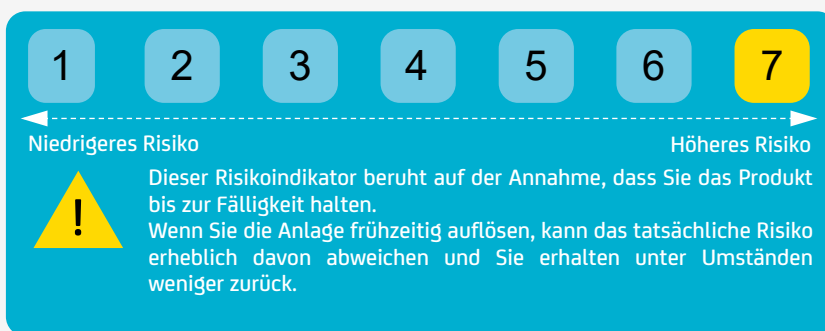 1 2 3 4 5 6 7
Niedrigeres Risiko Höheres Risiko
!
Dieser Risikoindikator beruht auf der Annahme, dass Sie das Produkt
bis zur Fälligkeit halten.
Wenn Sie die Anlage frühzeitig auflösen, kann das tatsächliche Risiko
erheblich davon abweichen und Sie erhalten unter Umständen
weniger zurück.